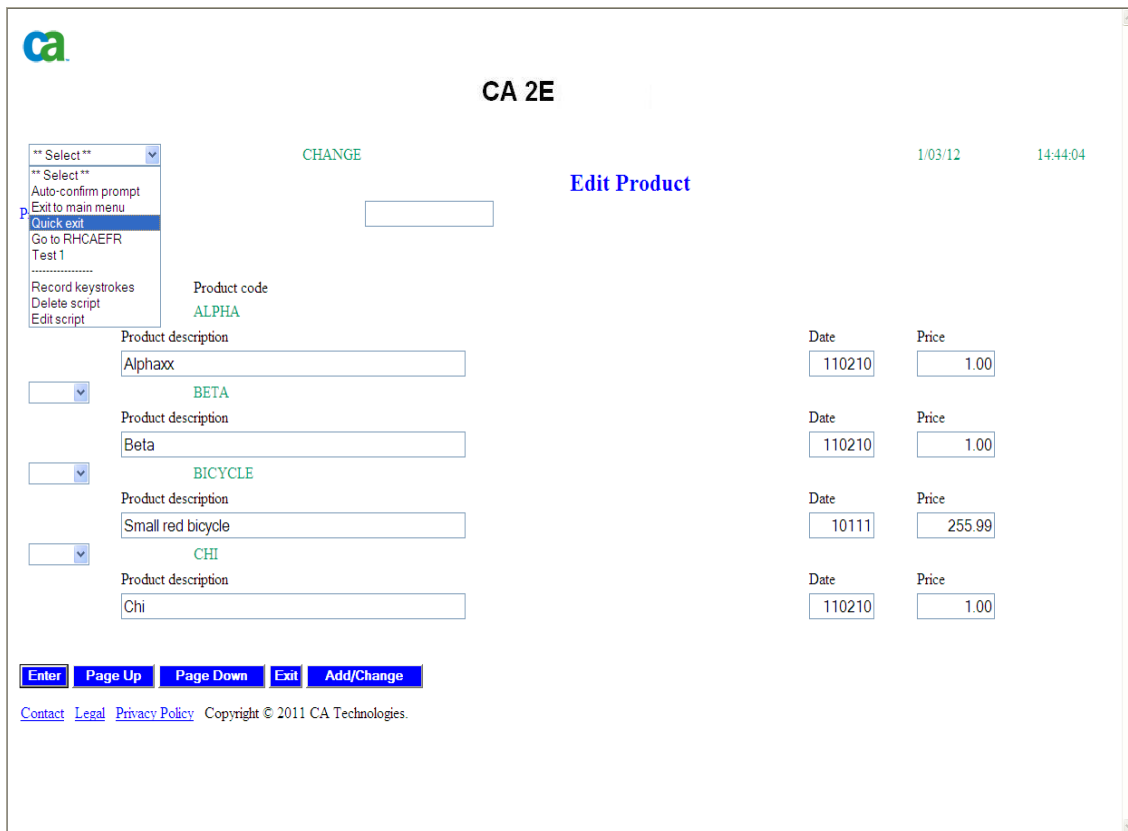 ca
CA 2E
** Select ** CHANGE 1/03/12 14:44:04
** Select **
Auto-confirm prompt
Edit Product
Exit to main menu
P
Quick exit
Go to RHCAEFR
Test 1
-----------------
Record keystrokes Product code
Delete script
ALPHA
Edit script
Product description Date Price
Alphaxx 110210 1.00
BETA
Product description Date Price
Beta 110210 1.00
BICYCLE
Product description Date Price
Small red bicycle 10111 255.99
CHI
Product description Date Price
Chi 110210 1.00
Enter Page Up Page Down Exit Add/Change
Contact Legal Privacy Policy Copyright © 2011 CA Technologies.